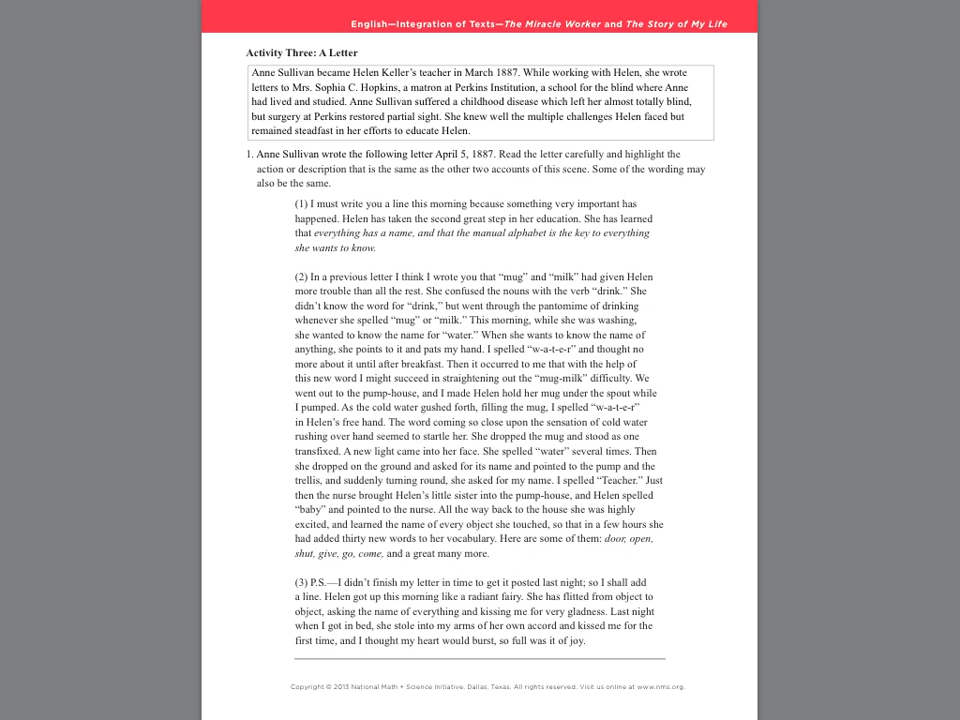 English—Integration of Texts—The Miracle Worker and The Story of My Life
Activity Three: A Letter
Anne Sullivan became Helen Keller's teacher in March 1887. While working with Helen, she wrote
letters to Mrs. Sophia C. Hopkins, a matron at Perkins Institution, a school for the blind where Anne
had lived and studied. Anne Sullivan suffered a childhood disease which left her almost totally blind,
but surgery at Perkins restored partial sight. She knew well the multiple challenges Helen faced but
remained steadfast in her efforts to educate Helen.
1. Anne Sullivan wrote the following letter April 5, 1887. Read the letter carefully and highlight the
action or description that is the same as the other two accounts of this scene. Some of the wording may
also be the same.
(1) I must write you a line this morning because something very important has
happened. Helen has taken the second great step in her education. She has learned
that everything has a name, and that the manual alphabet is the key to everything
she wants to know.
(2) In a previous letter I think I wrote you that “mug” and “milk” had given Helen
more trouble than all the rest. She confused the nouns with the verb “drink.” She
didn't know the word for “drink,” but went through the pantomime of drinking
whenever she spelled “mug” or “milk.” This morning, while she was washing,
she wanted to know the name for “water.” When she wants to know the name of
anything, she points to it and pats my hand. I spelled “w-a-t-e-r” and thought no
more about it until after breakfast. Then it occurred to me that with the help of
this new word I might succeed in straightening out the “mug-milk” difficulty. We
went out to the pump-house, and I made Helen hold her mug under the spout while
I pumped. As the cold water gushed forth, filling the mug, I spelled “w-a-t-e-r”
in Helen's free hand. The word coming so close upon the sensation of cold water
rushing over hand seemed to startle her. She dropped the mug and stood as one
transfixed. A new light came into her face. She spelled “water” several times. Then
she dropped on the ground and asked for its name and pointed to the pump and the
trellis, and suddenly turning round, she asked for my name. I spelled “Teacher.” Just
then the nurse brought Helen's little sister into the pump-house, and Helen spelled
“baby” and pointed to the nurse. All the way back to the house she was highly
excited, and learned the name of every object she touched, so that in a few hours she
had added thirty new words to her vocabulary. Here are some of them: door, open,
shut, give, go, come, and a great many more.
(3) P.S.—I didn't finish my letter in time to get it posted last night; so I shall add
a line. Helen got up this morning like a radiant fairy. She has flitted from object to
object, asking the name of everything and kissing me for very gladness. Last night
when I got in bed, she stole into my arms of her own accord and kissed me for the
first time, and I thought my heart would burst, so full was it of joy.
Copyright © 2013 National Math + Science Initiative, Dallas, Texas. All rights reserved. Visit us online at www.nms.org.